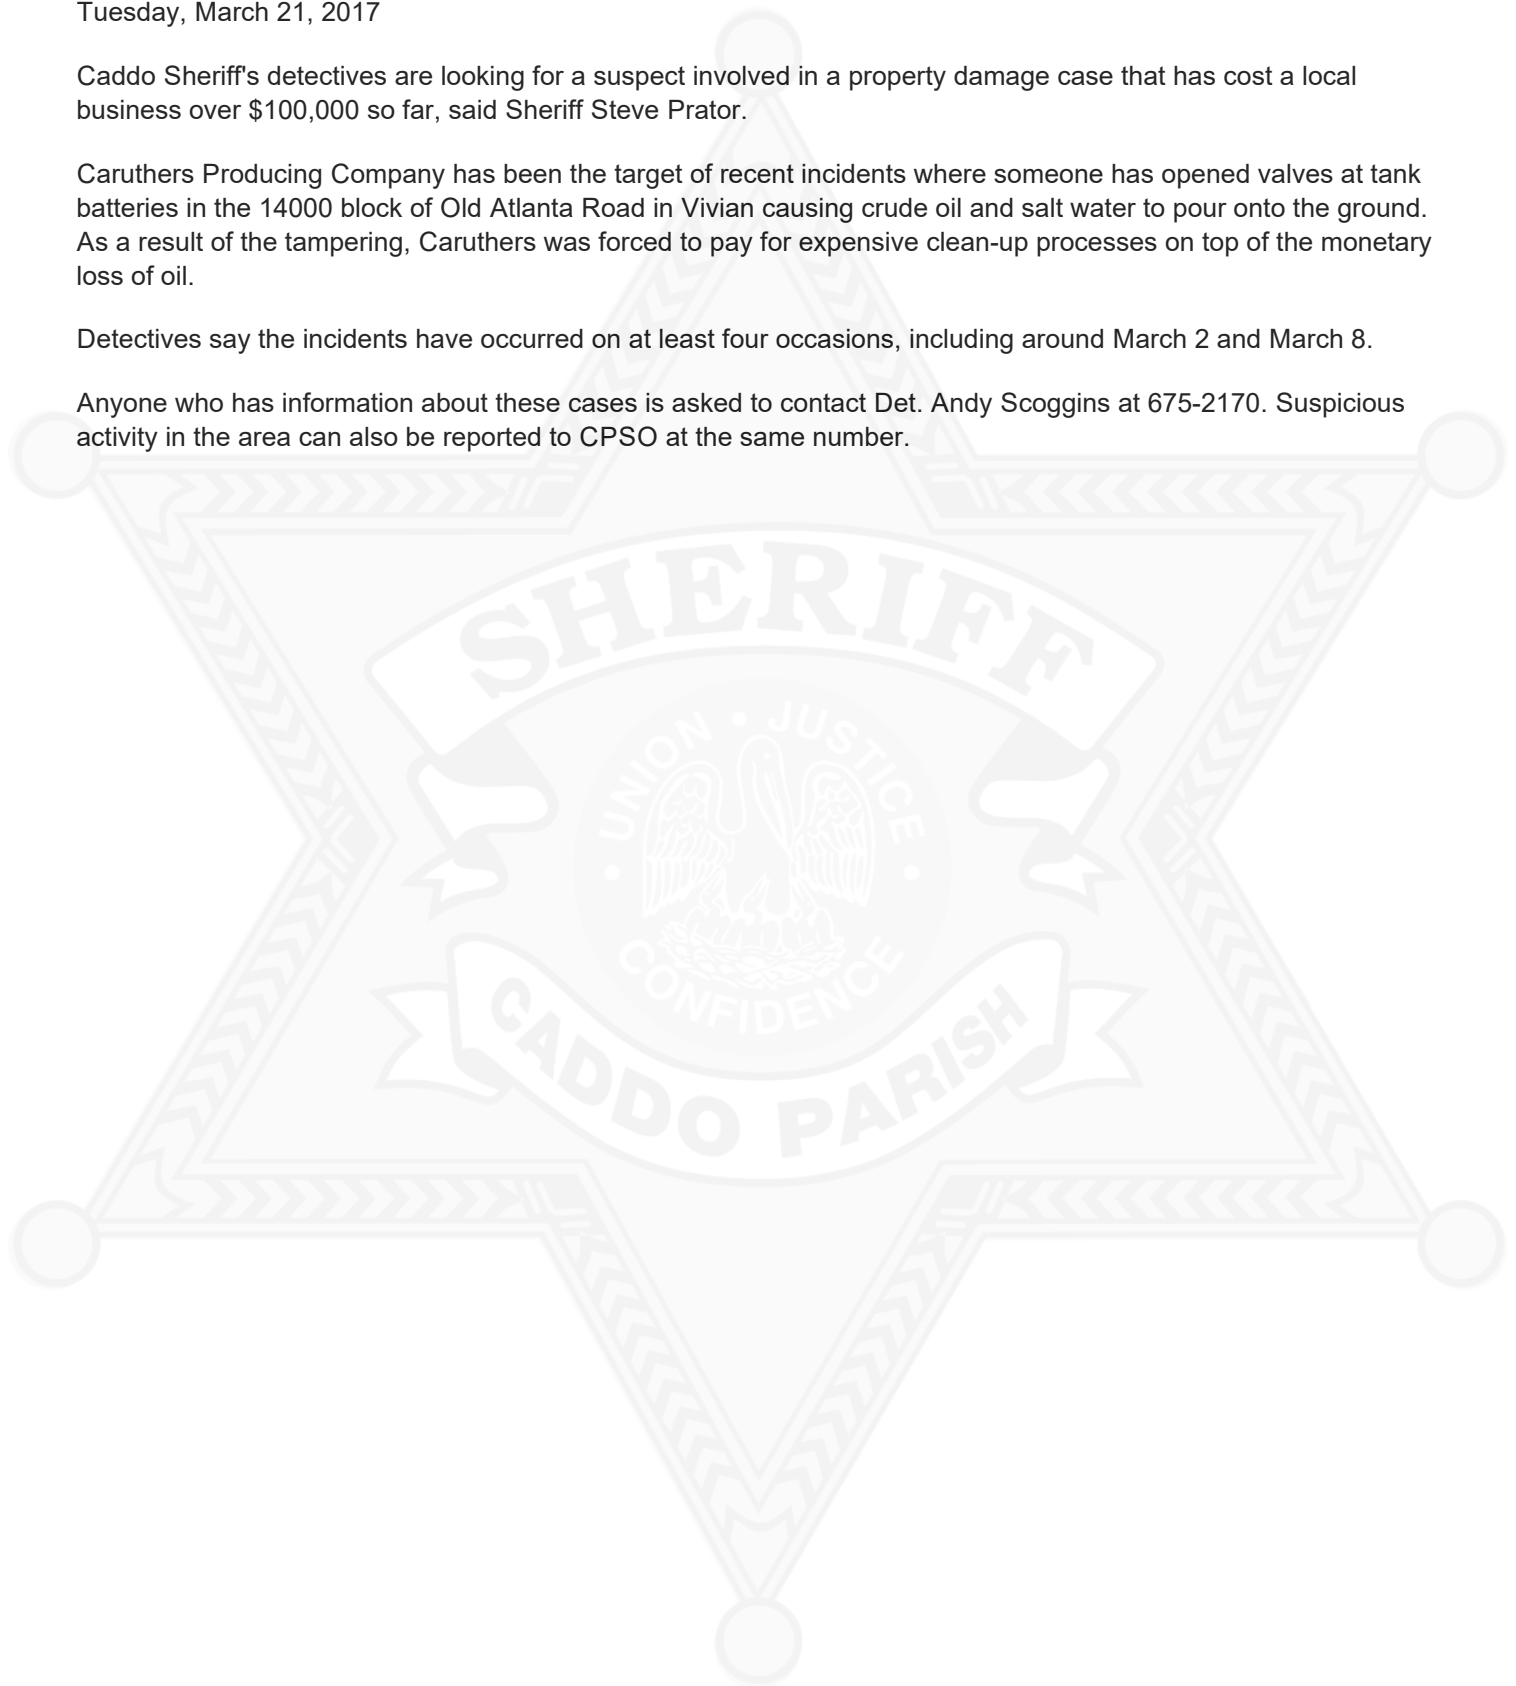 Tuesday, March 21, 2017
Caddo Sheriff's detectives are looking for a suspect involved in a property damage case that has cost a local
business over $100,000 so far, said Sheriff Steve Prator.
Caruthers Producing Company has been the target of recent incidents where someone has opened valves at tank
batteries in the 14000 block of Old Atlanta Road in Vivian causing crude oil and salt water to pour onto the ground.
As a result of the tampering, Caruthers was forced to pay for expensive clean-up processes on top of the monetary
loss of oil.
Detectives say the incidents have occurred on at least four occasions, including around March 2 and March 8.
Anyone who has information about these cases is asked to contact Det. Andy Scoggins at 675-2170. Suspicious
activity in the area can also be reported to CPSO at the same number.
SHERIFF
UNION • JUSTICE
• CONFIDENCE •
CADDO PARISH